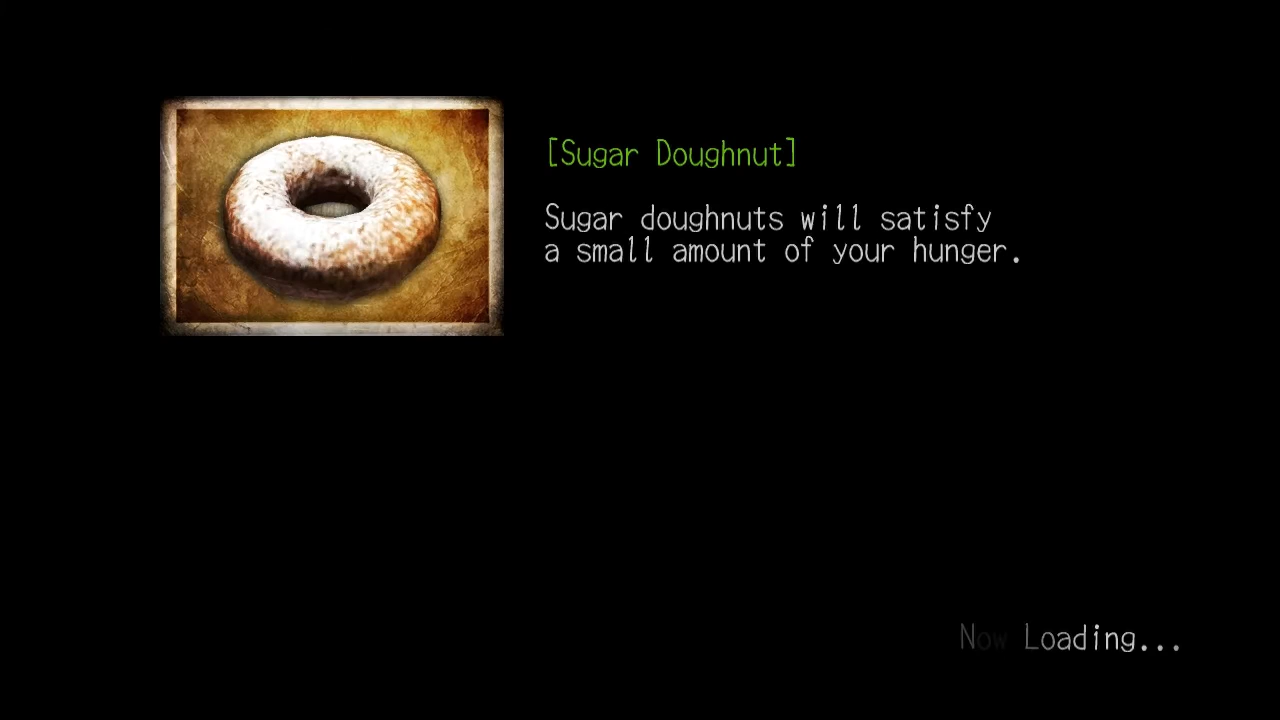 [Sugar Doughnut]
Sugar doughnuts will satisfy
a small amount of your hunger.
Now Loading...